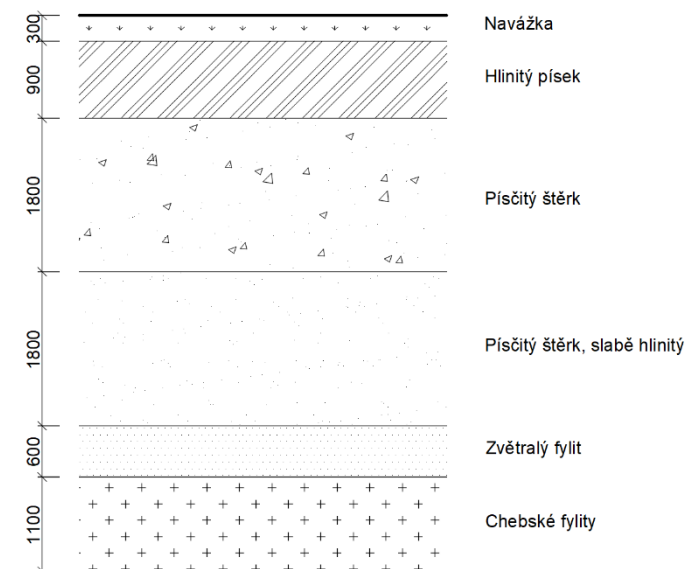 300 Navážka
900 Hlinitý písek
1800 Písčitý štěrk
1800 Písčitý štěrk, slabě hlinitý
600 Zvětralý fylit
1100 Chebské fylity